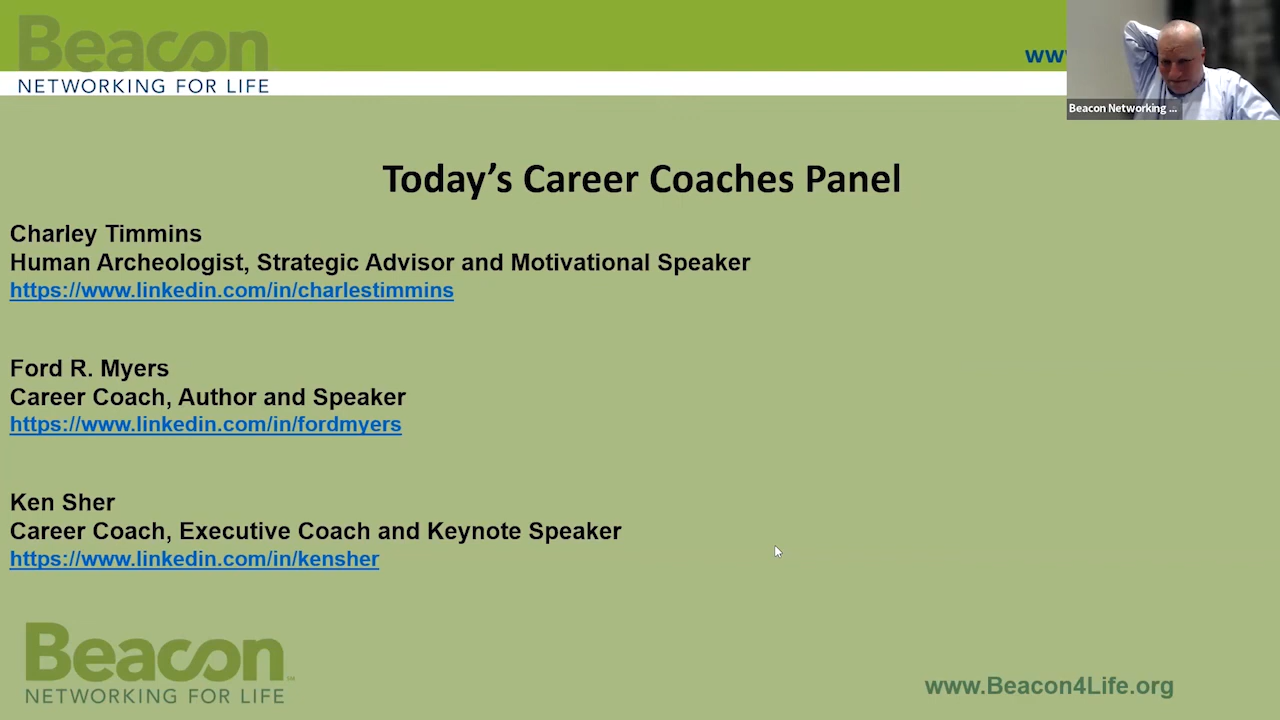 Beacon
NETWORKING FOR LIFE
www
Beacon Networking ...
Today's Career Coaches Panel
Charley Timmins
Human Archeologist, Strategic Advisor and Motivational Speaker
https://www.linkedin.com/in/charlestimmins
Ford R. Myers
Career Coach, Author and Speaker
https://www.linkedin.com/in/fordmyers
Ken Sher
Career Coach, Executive Coach and Keynote Speaker
https://www.linkedin.com/in/kensher
Beacon
NETWORKING FOR LIFE
www.Beacon4Life.org